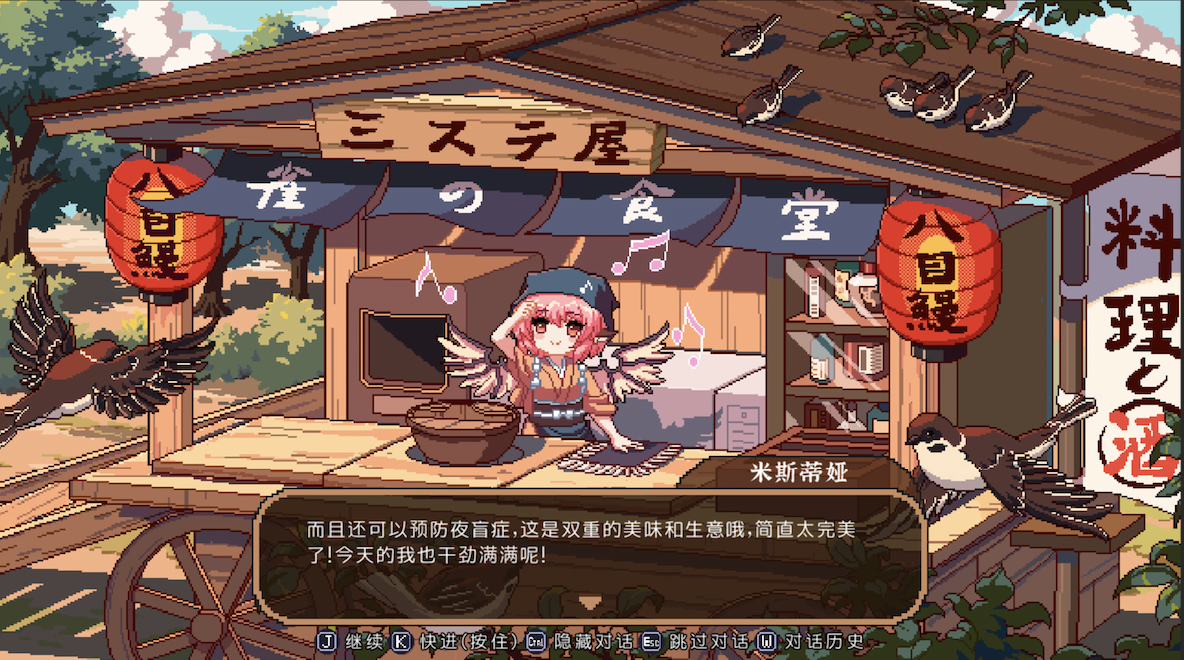 三ステ屋
雀の食堂
八目鰻
八目鰻
料理と酒
米斯蒂娅
而且还可以预防夜盲症,这是双重的美味和生意哦,简直太完美
了!今天的我也干劲满满呢!
J 继续 K 快进(按住) Ctrl 隐藏对话 Esc 跳过对话 W 对话历史